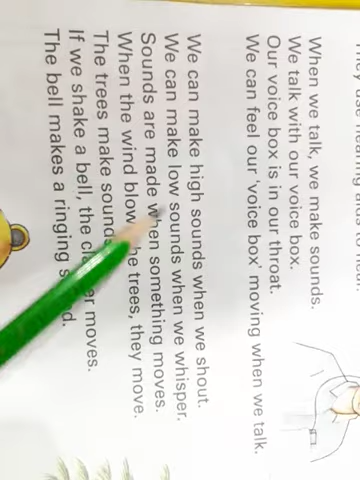 When we talk, we make sounds.
We talk with our voice box.
Our voice box is in our throat.
We can feel our 'voice box' moving when we talk.
We can make high sounds when we shout.
We can make low sounds when we whisper.
Sounds are made when something moves.
When the wind blow the trees, they move.
The trees make sound
If we shake a bell, the moves.
The bell makes a ringing